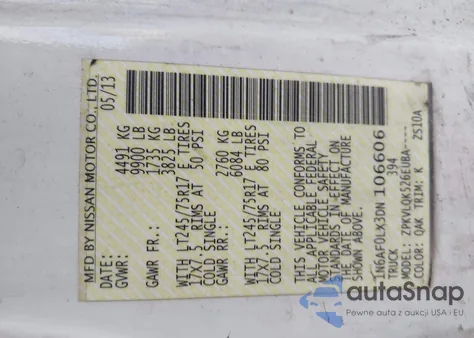 MFD BY NISSAN MOTOR CO., LTD.
DATE: 05/13
GVWR: 4491 KG
9900 LB
GAWR FR.: 1735 KG
3825 LB
WITH LT245/75R17 E TIRES
17X7.5 RIMS AT 50 PSI
COLD SINGLE
GAWR RR.: 2760 KG
6084 LB
WITH LT245/75R17 E TIRES
17X7.5 RIMS AT 80 PSI
COLD SINGLE
THIS VEHICLE CONFORMS TO
ALL APPLICABLE FEDERAL
MOTOR VEHICLE SAFETY
STANDARDS IN EFFECT ON
THE DATE OF MANUFACTURE
SHOWN ABOVE.
1N6AF0LX3DN106606
TRUCK 394
MODEL: ZPKVLQKS26EUBA----
COLOR: QAK TRIM: K ZS10A
autoSnap
Pewne auta z aukcji USA i EU